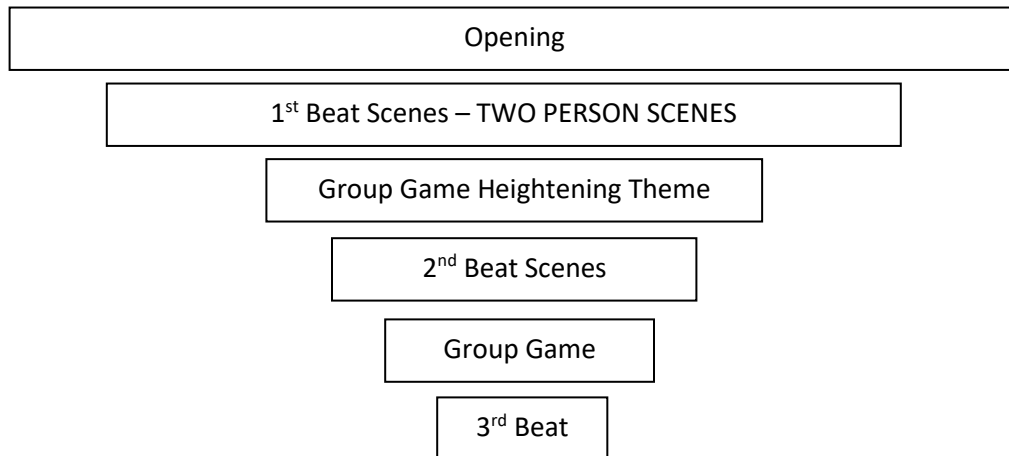 Opening
1st Beat Scenes – TWO PERSON SCENES
Group Game Heightening Theme
2nd Beat Scenes
Group Game
3rd Beat